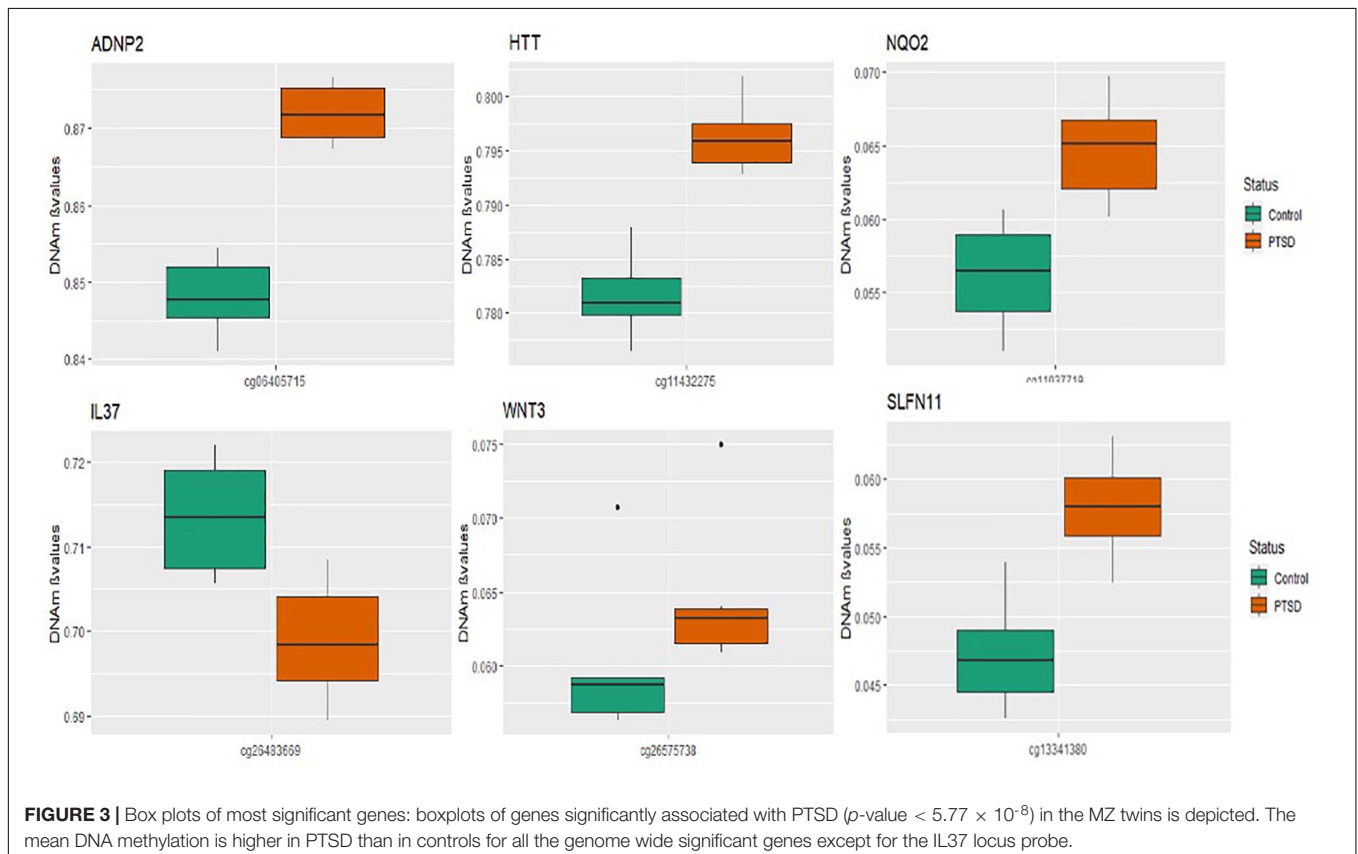 ADNP2
DNAm ßvalues
0.87
0.86
0.85
0.84
cg06405715
HTT
DNAm ßvalues
0.800
0.795
0.790
0.785
0.780
cg11432275
NQO2
DNAm ßvalues
0.070
0.065
0.060
0.055
Status
Control
PTSD
IL37
DNAm ßvalues
0.72
0.71
0.70
0.69
cg26483669
WNT3
DNAm ßvalues
0.075
0.070
0.065
0.060
cg26575738
SLFN11
DNAm ßvalues
0.060
0.055
0.050
0.045
cg13341380
Status
Control
PTSD
FIGURE 3 | Box plots of most significant genes: boxplots of genes significantly associated with PTSD (p-value < 5.77 × 10-8) in the MZ twins is depicted. The
mean DNA methylation is higher in PTSD than in controls for all the genome wide significant genes except for the IL37 locus probe.